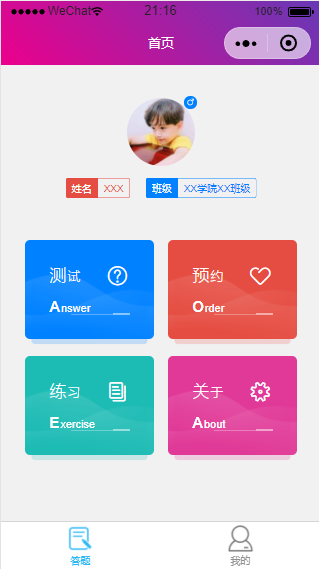 WeChat 21:16 100%
首页
姓名 XXX 班级 XX学院XX班级
测试 预约
Answer Order
练习 关于
Exercise About
答题 我的